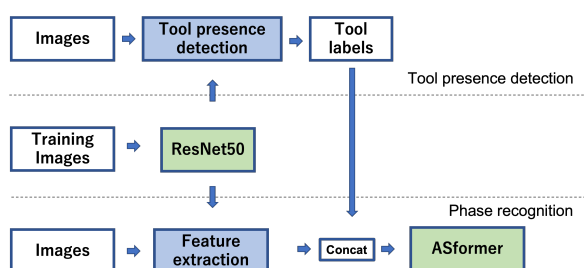 Images
Tool presence
detection
Tool
labels
Tool presence detection
Training
Images
ResNet50
Phase recognition
Images
Feature
extraction
Concat
ASformer